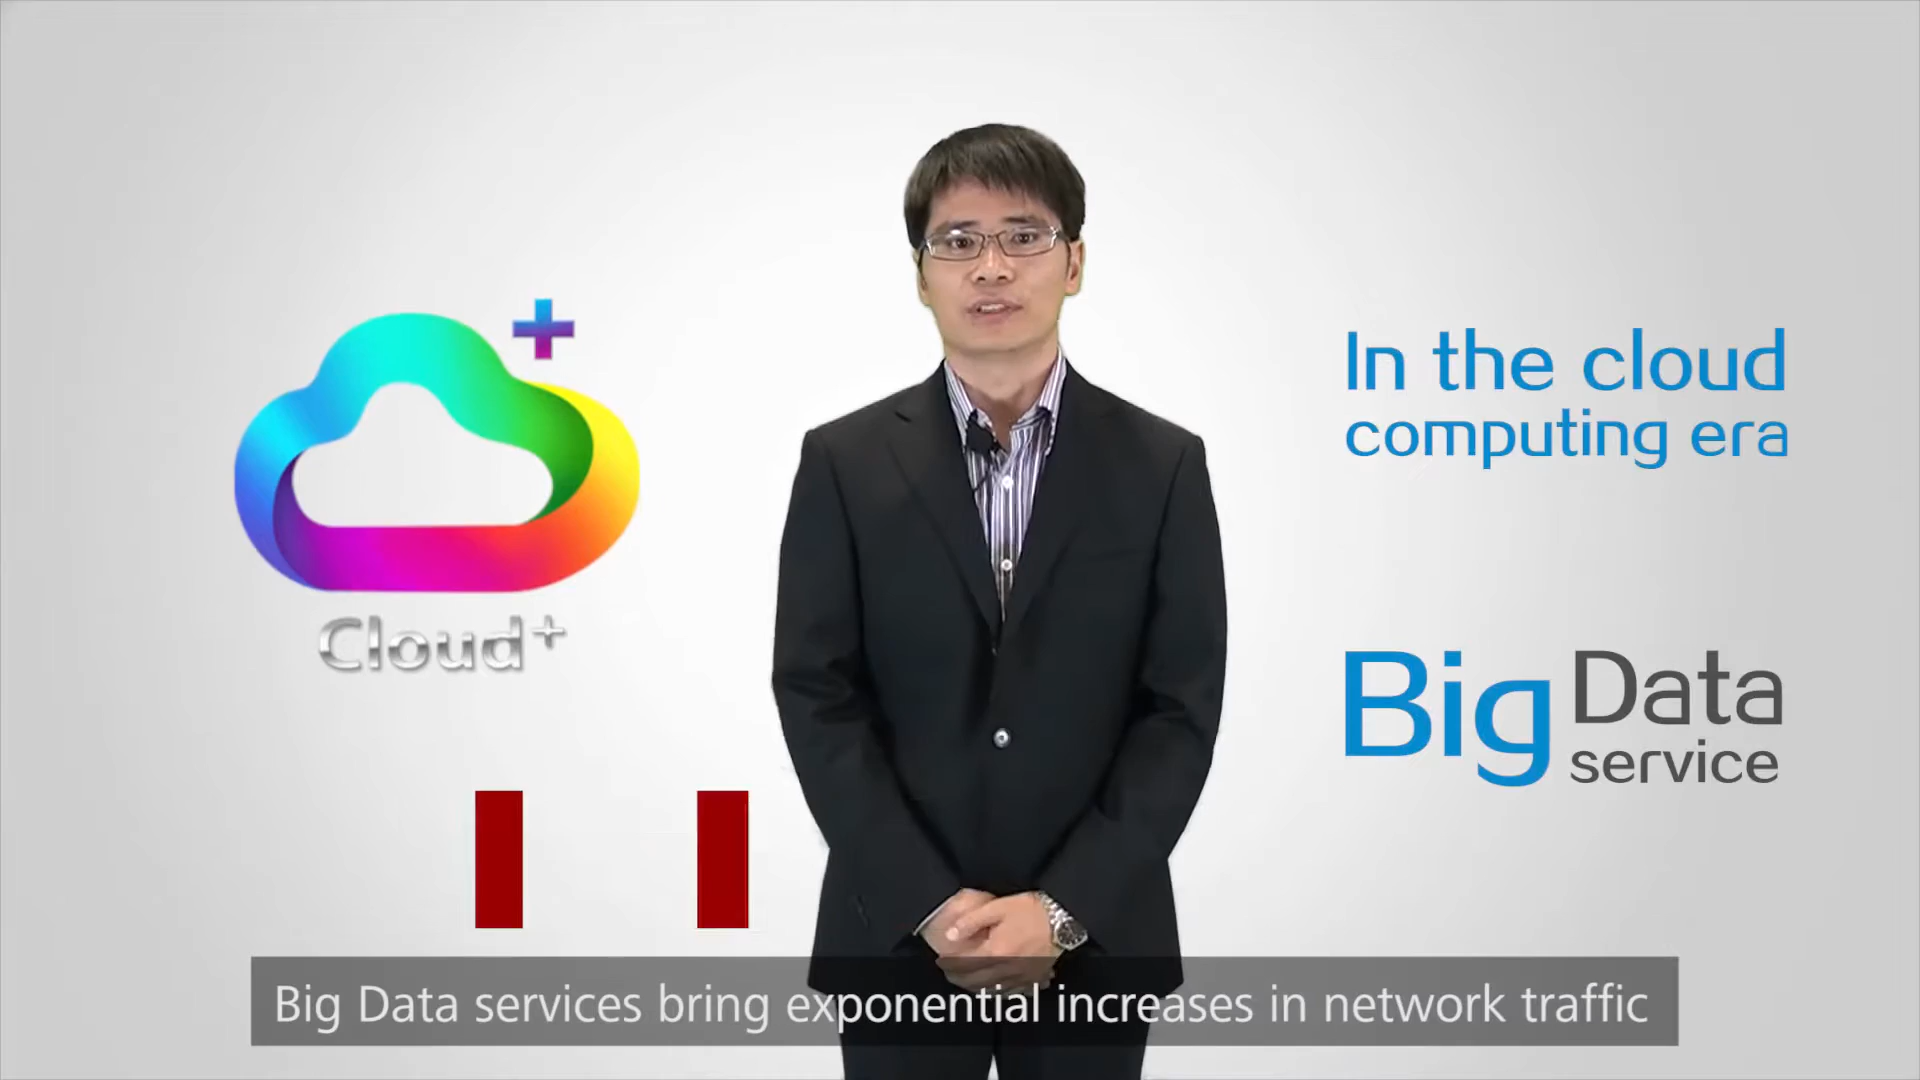 Cloud+
In the cloud
computing era
Big Data
service
Big Data services bring exponential increases in network traffic